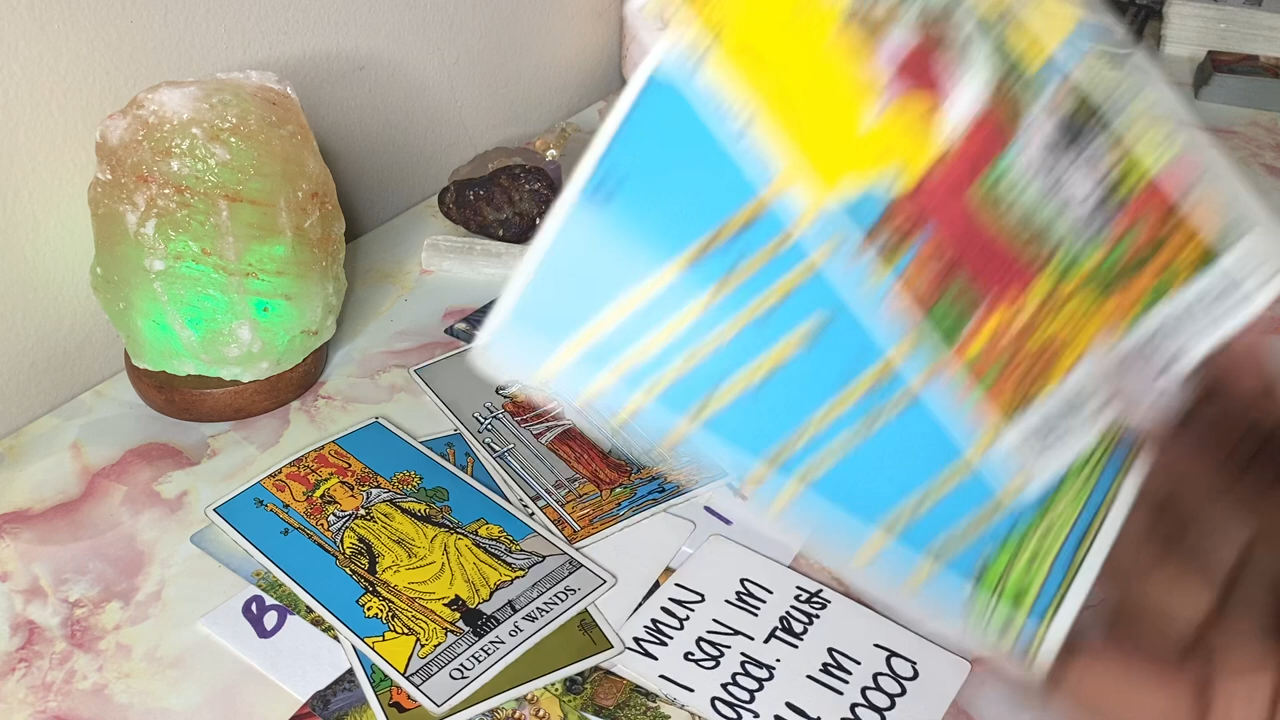 B
QUEEN of WANDS.
I
WHEN
I SAY IM
good. TRUST
IM
good